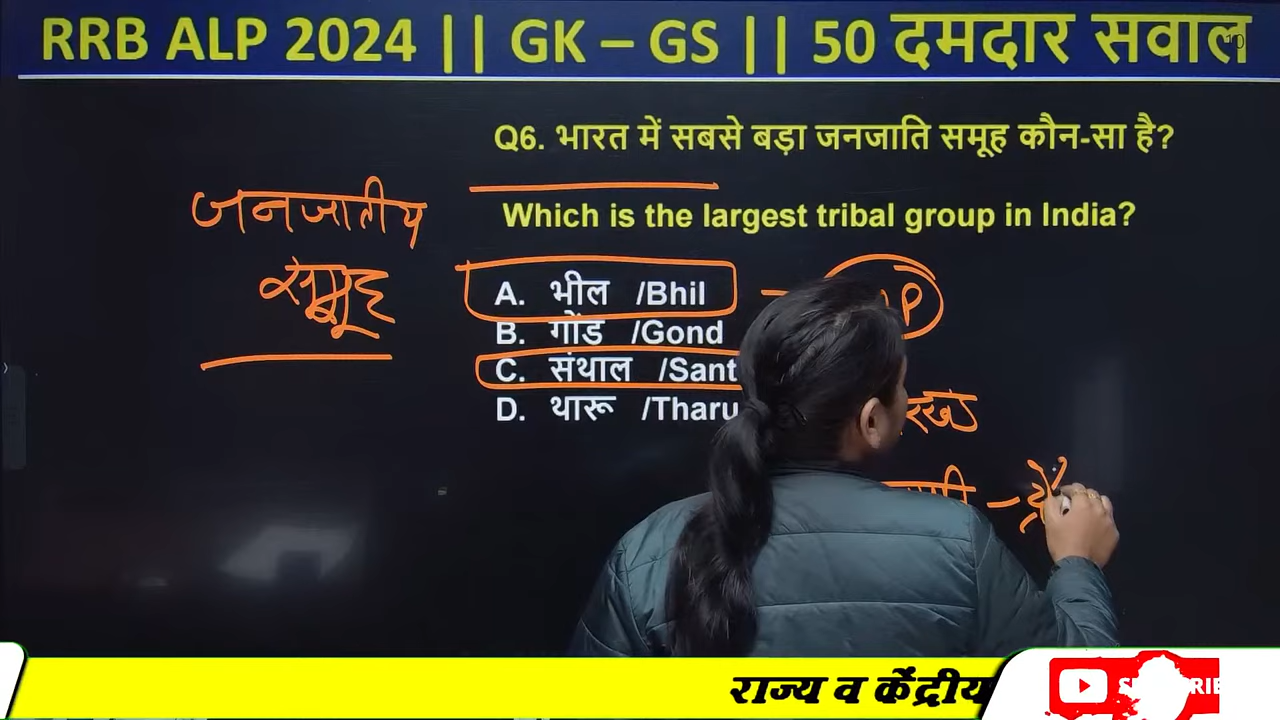 RRB ALP 2024 || GK – GS || 50 दमदार सवाल
10
Q6. भारत में सबसे बड़ा जनजाति समूह कौन-सा है?
जनजातीय
समूह
Which is the largest tribal group in India?
A. भील /Bhil
P
B. गोंड /Gond
C. संथाल /Sant
D. थारू /Tharu
राज्य व केंद्रीय